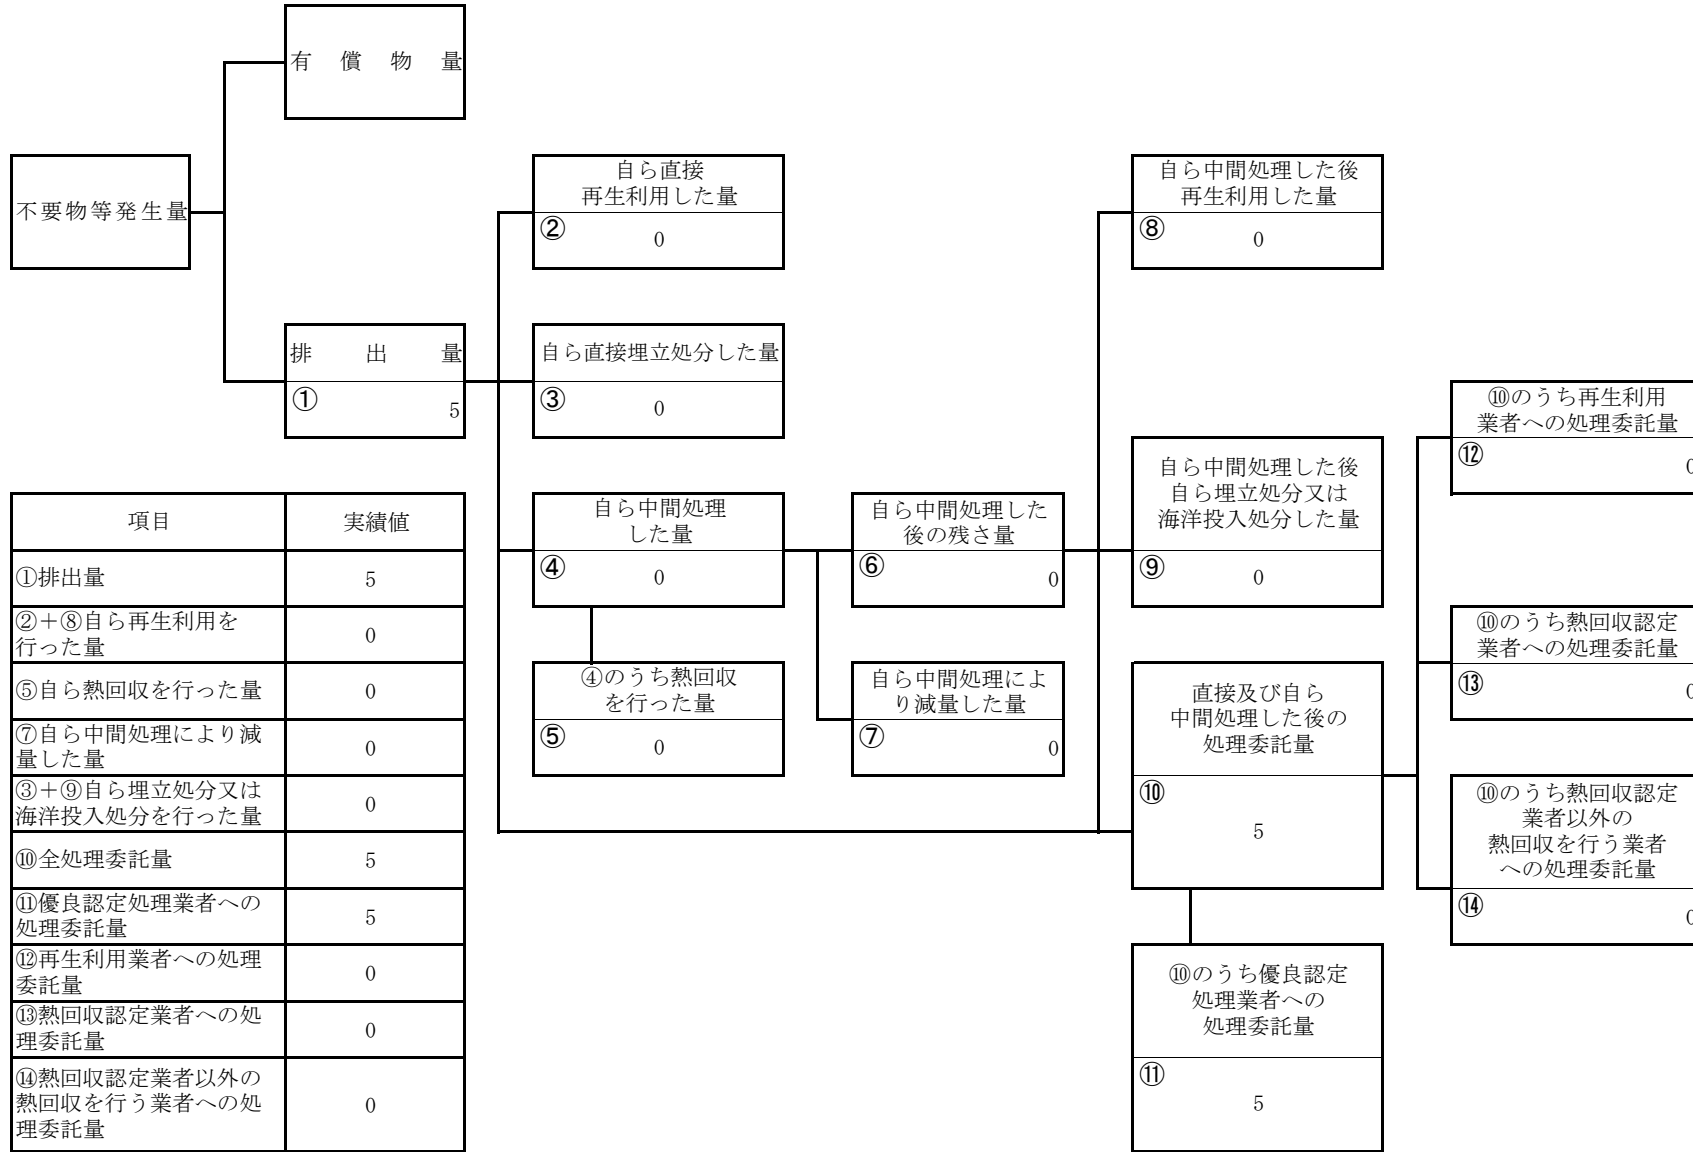 有償物量
不要物等発生量
自ら直接
再生利用した量
②
0
自ら中間処理した後
再生利用した量
⑧
0
排出量
①
5
自ら直接埋立処分した量
③
0
⑩のうち再生利用
業者への処理委託量
⑫
0
自ら中間処理した後
自ら埋立処分又は
海洋投入処分した量
⑨
0
自ら中間処理
した量
④
0
自ら中間処理した
後の残さ量
⑥
0
⑩のうち熱回収認定
業者への処理委託量
⑬
0
④のうち熱回収
を行った量
⑤
0
自ら中間処理によ
り減量した量
⑦
0
直接及び自ら
中間処理した後の
処理委託量
⑩
5
⑩のうち熱回収認定
業者以外の
熱回収を行う業者
への処理委託量
⑭
0
⑩のうち優良認定
処理業者への
処理委託量
⑪
5
項目 実績値
①排出量 5
②＋⑧自ら再生利用を
行った量 0
⑤自ら熱回収を行った量 0
⑦自ら中間処理により減
量した量 0
③＋⑨自ら埋立処分又は
海洋投入処分を行った量 0
⑩全処理委託量 5
⑪優良認定処理業者への
処理委託量 5
⑫再生利用業者への処理
委託量 0
⑬熱回収認定業者への処
理委託量 0
⑭熱回収認定業者以外の
熱回収を行う業者への処
理委託量 0